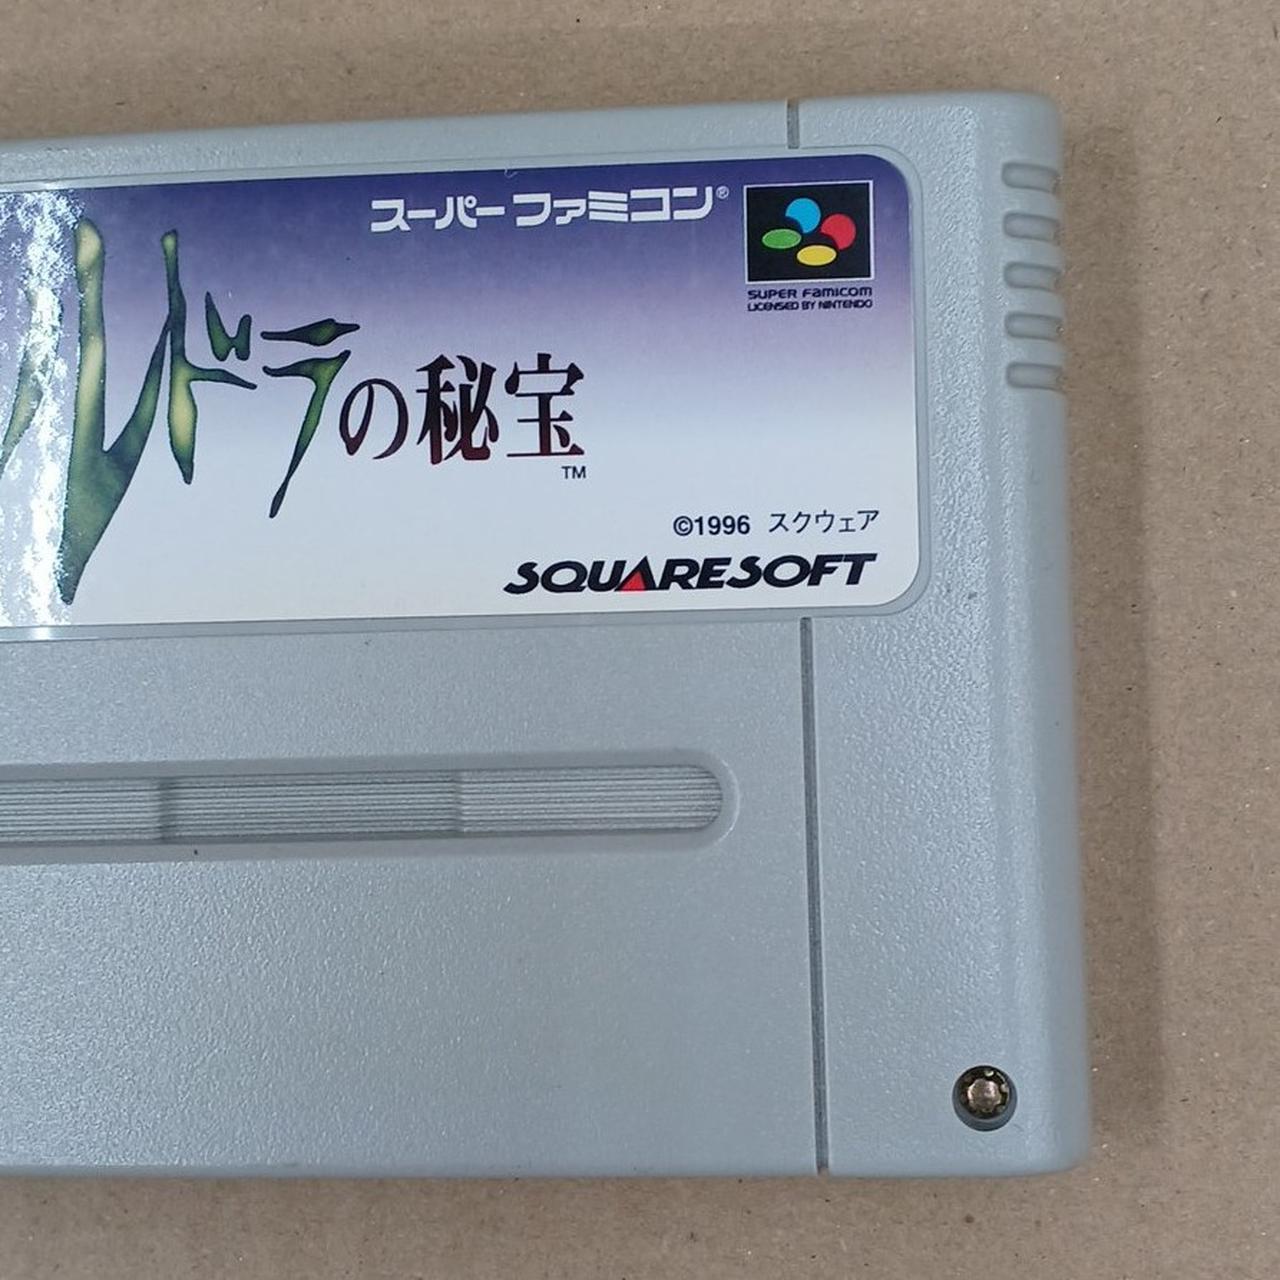 スーパーファミコン®
SUPER FAMICOM
LICENSED BY NINTENDO
ルドラの秘宝
TM
©1996 スクウェア
SQUARESOFT